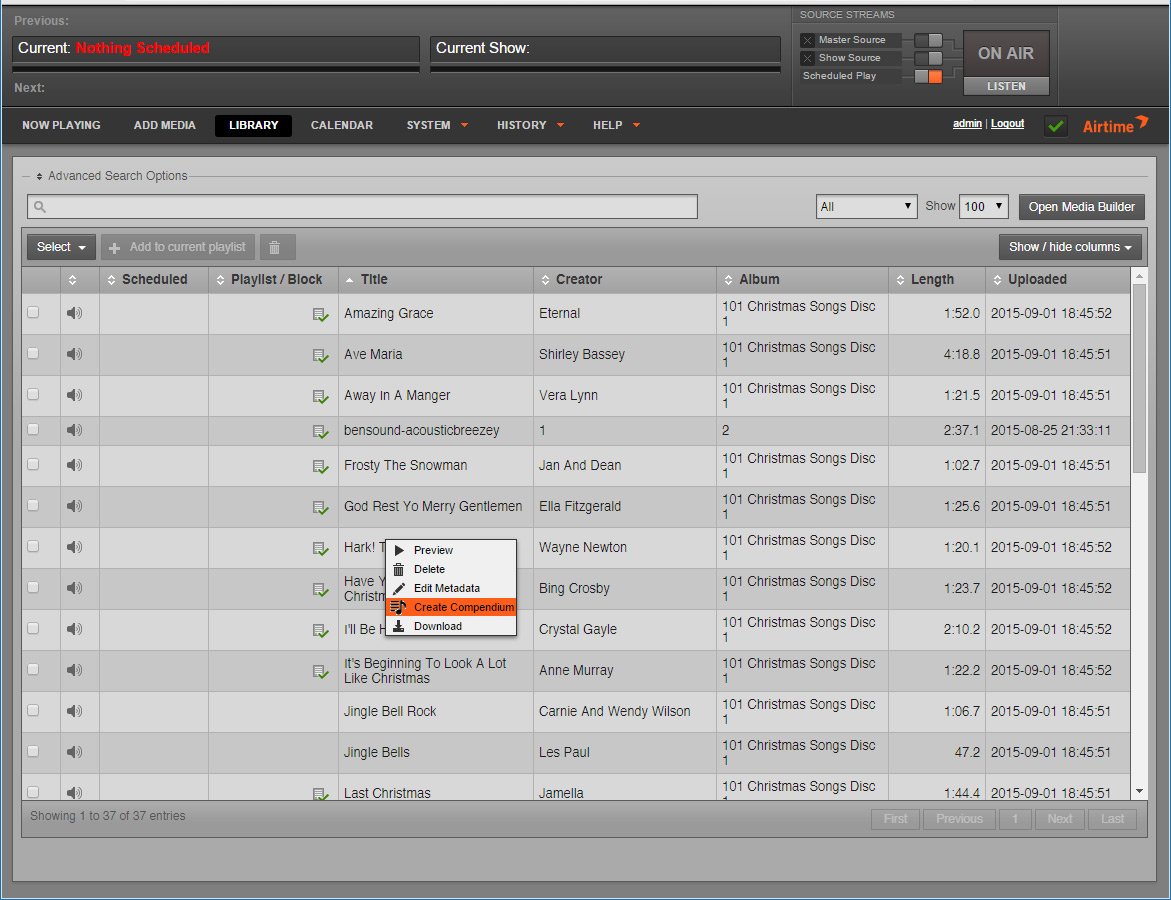 Previous:
Current: Nothing Scheduled
Current Show:
Next:
SOURCE STREAMS
Master Source
Show Source
Scheduled Play
ON AIR
LISTEN
NOW PLAYING ADD MEDIA LIBRARY CALENDAR SYSTEM HISTORY HELP
admin | Logout
Airtime
Advanced Search Options
All Show 100 Open Media Builder
Select Add to current playlist Show / hide columns
Scheduled Playlist / Block Title Creator Album Length Uploaded
Amazing Grace Eternal 101 Christmas Songs Disc 1 1:52.0 2015-09-01 18:45:52
Ave Maria Shirley Bassey 101 Christmas Songs Disc 1 4:18.8 2015-09-01 18:45:51
Away In A Manger Vera Lynn 101 Christmas Songs Disc 1 1:21.5 2015-09-01 18:45:51
bensound-acousticbreezey 1 2 2:37.1 2015-08-25 21:33:11
Frosty The Snowman Jan And Dean 101 Christmas Songs Disc 1 1:02.7 2015-09-01 18:45:51
God Rest Yo Merry Gentlemen Ella Fitzgerald 101 Christmas Songs Disc 1 1:25.6 2015-09-01 18:45:51
Hark! T Wayne Newton 101 Christmas Songs Disc 1 1:20.1 2015-09-01 18:45:52
Have Y Christm Bing Crosby 101 Christmas Songs Disc 1 1:23.7 2015-09-01 18:45:52
I'll Be H Crystal Gayle 101 Christmas Songs Disc 1 2:10.2 2015-09-01 18:45:52
It's Beginning To Look A Lot Like Christmas Anne Murray 101 Christmas Songs Disc 1 1:22.2 2015-09-01 18:45:52
Jingle Bell Rock Carnie And Wendy Wilson 101 Christmas Songs Disc 1 1:06.7 2015-09-01 18:45:51
Jingle Bells Les Paul 101 Christmas Songs Disc 1 47.2 2015-09-01 18:45:51
Last Christmas Jamella 101 Christmas Songs Disc 1:44.4 2015-09-01 18:45:51
Preview
Delete
Edit Metadata
Create Compendium
Download
Showing 1 to 37 of 37 entries
First Previous 1 Next Last